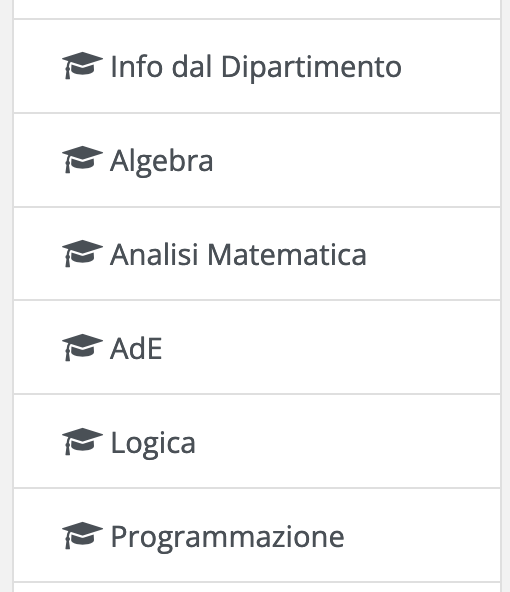 Info dal Dipartimento
Algebra
Analisi Matematica
AdE
Logica
Programmazione